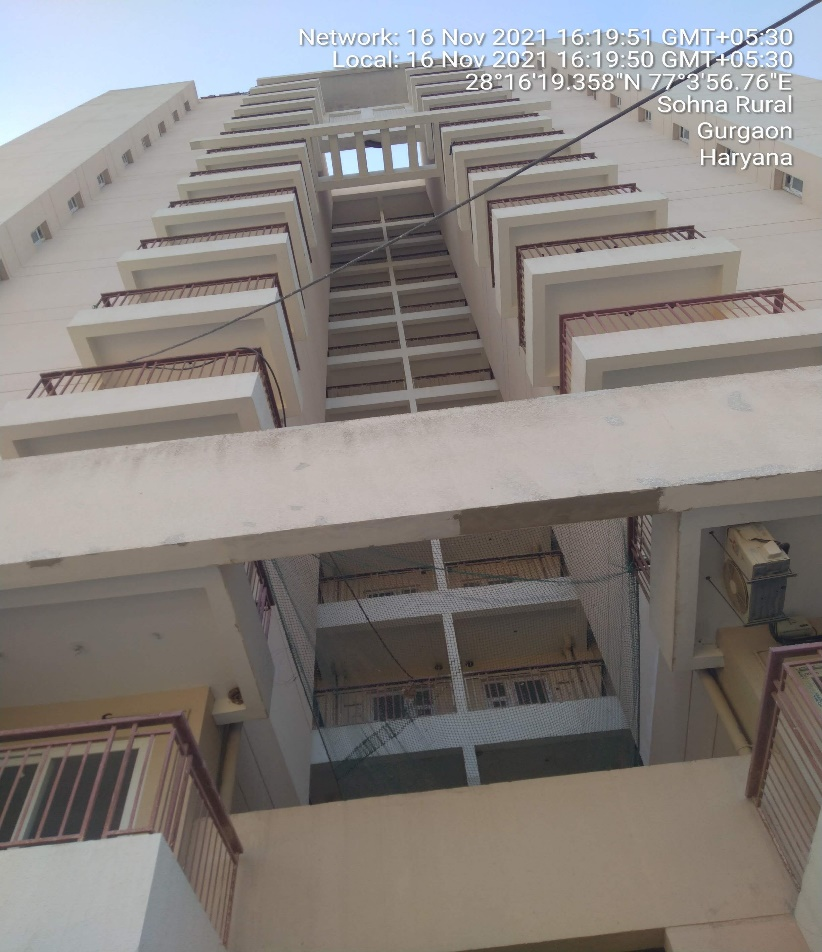 Network: 16 Nov 2021 16:19:51 GMT+05:30
Local: 16 Nov 2021 16:19:50 GMT+05:30
28°16'19.358"N 77°3'56.76"E
Sohna Rural
Gurgaon
Haryana